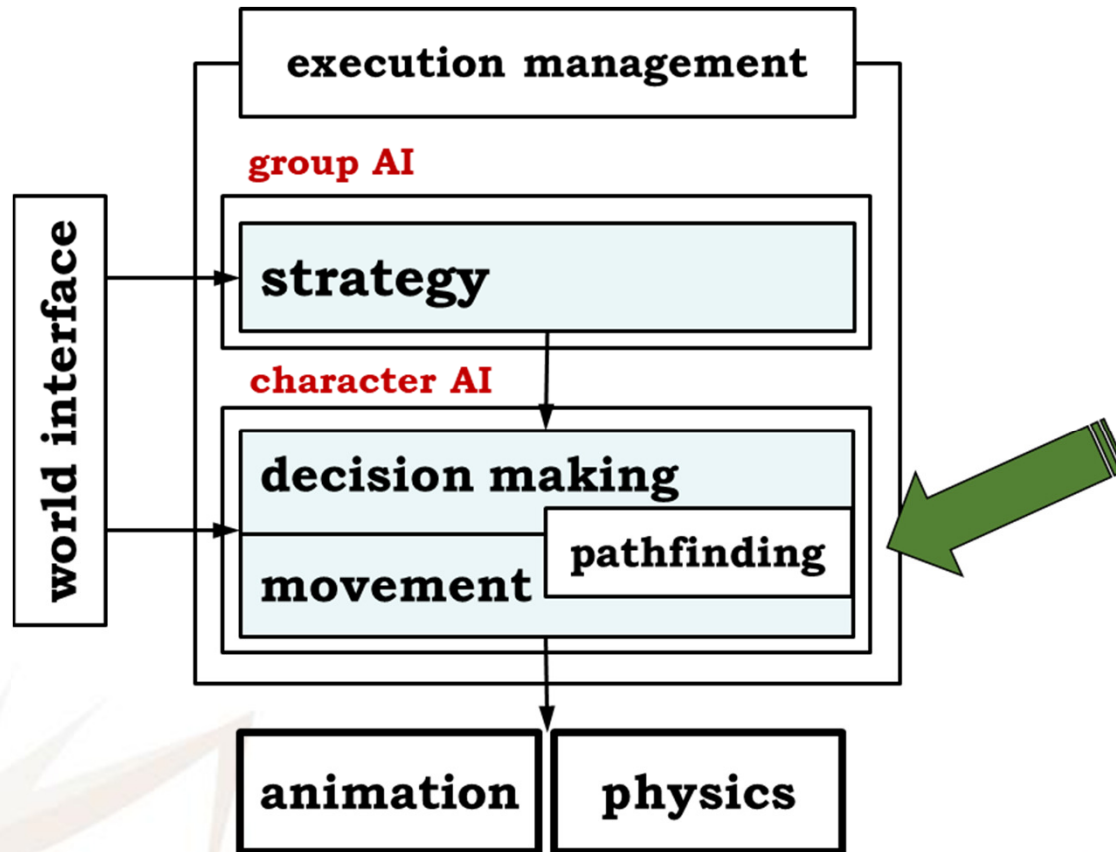 execution management
group AI
world interface
strategy
character AI
decision making
pathfinding
movement
animation
physics